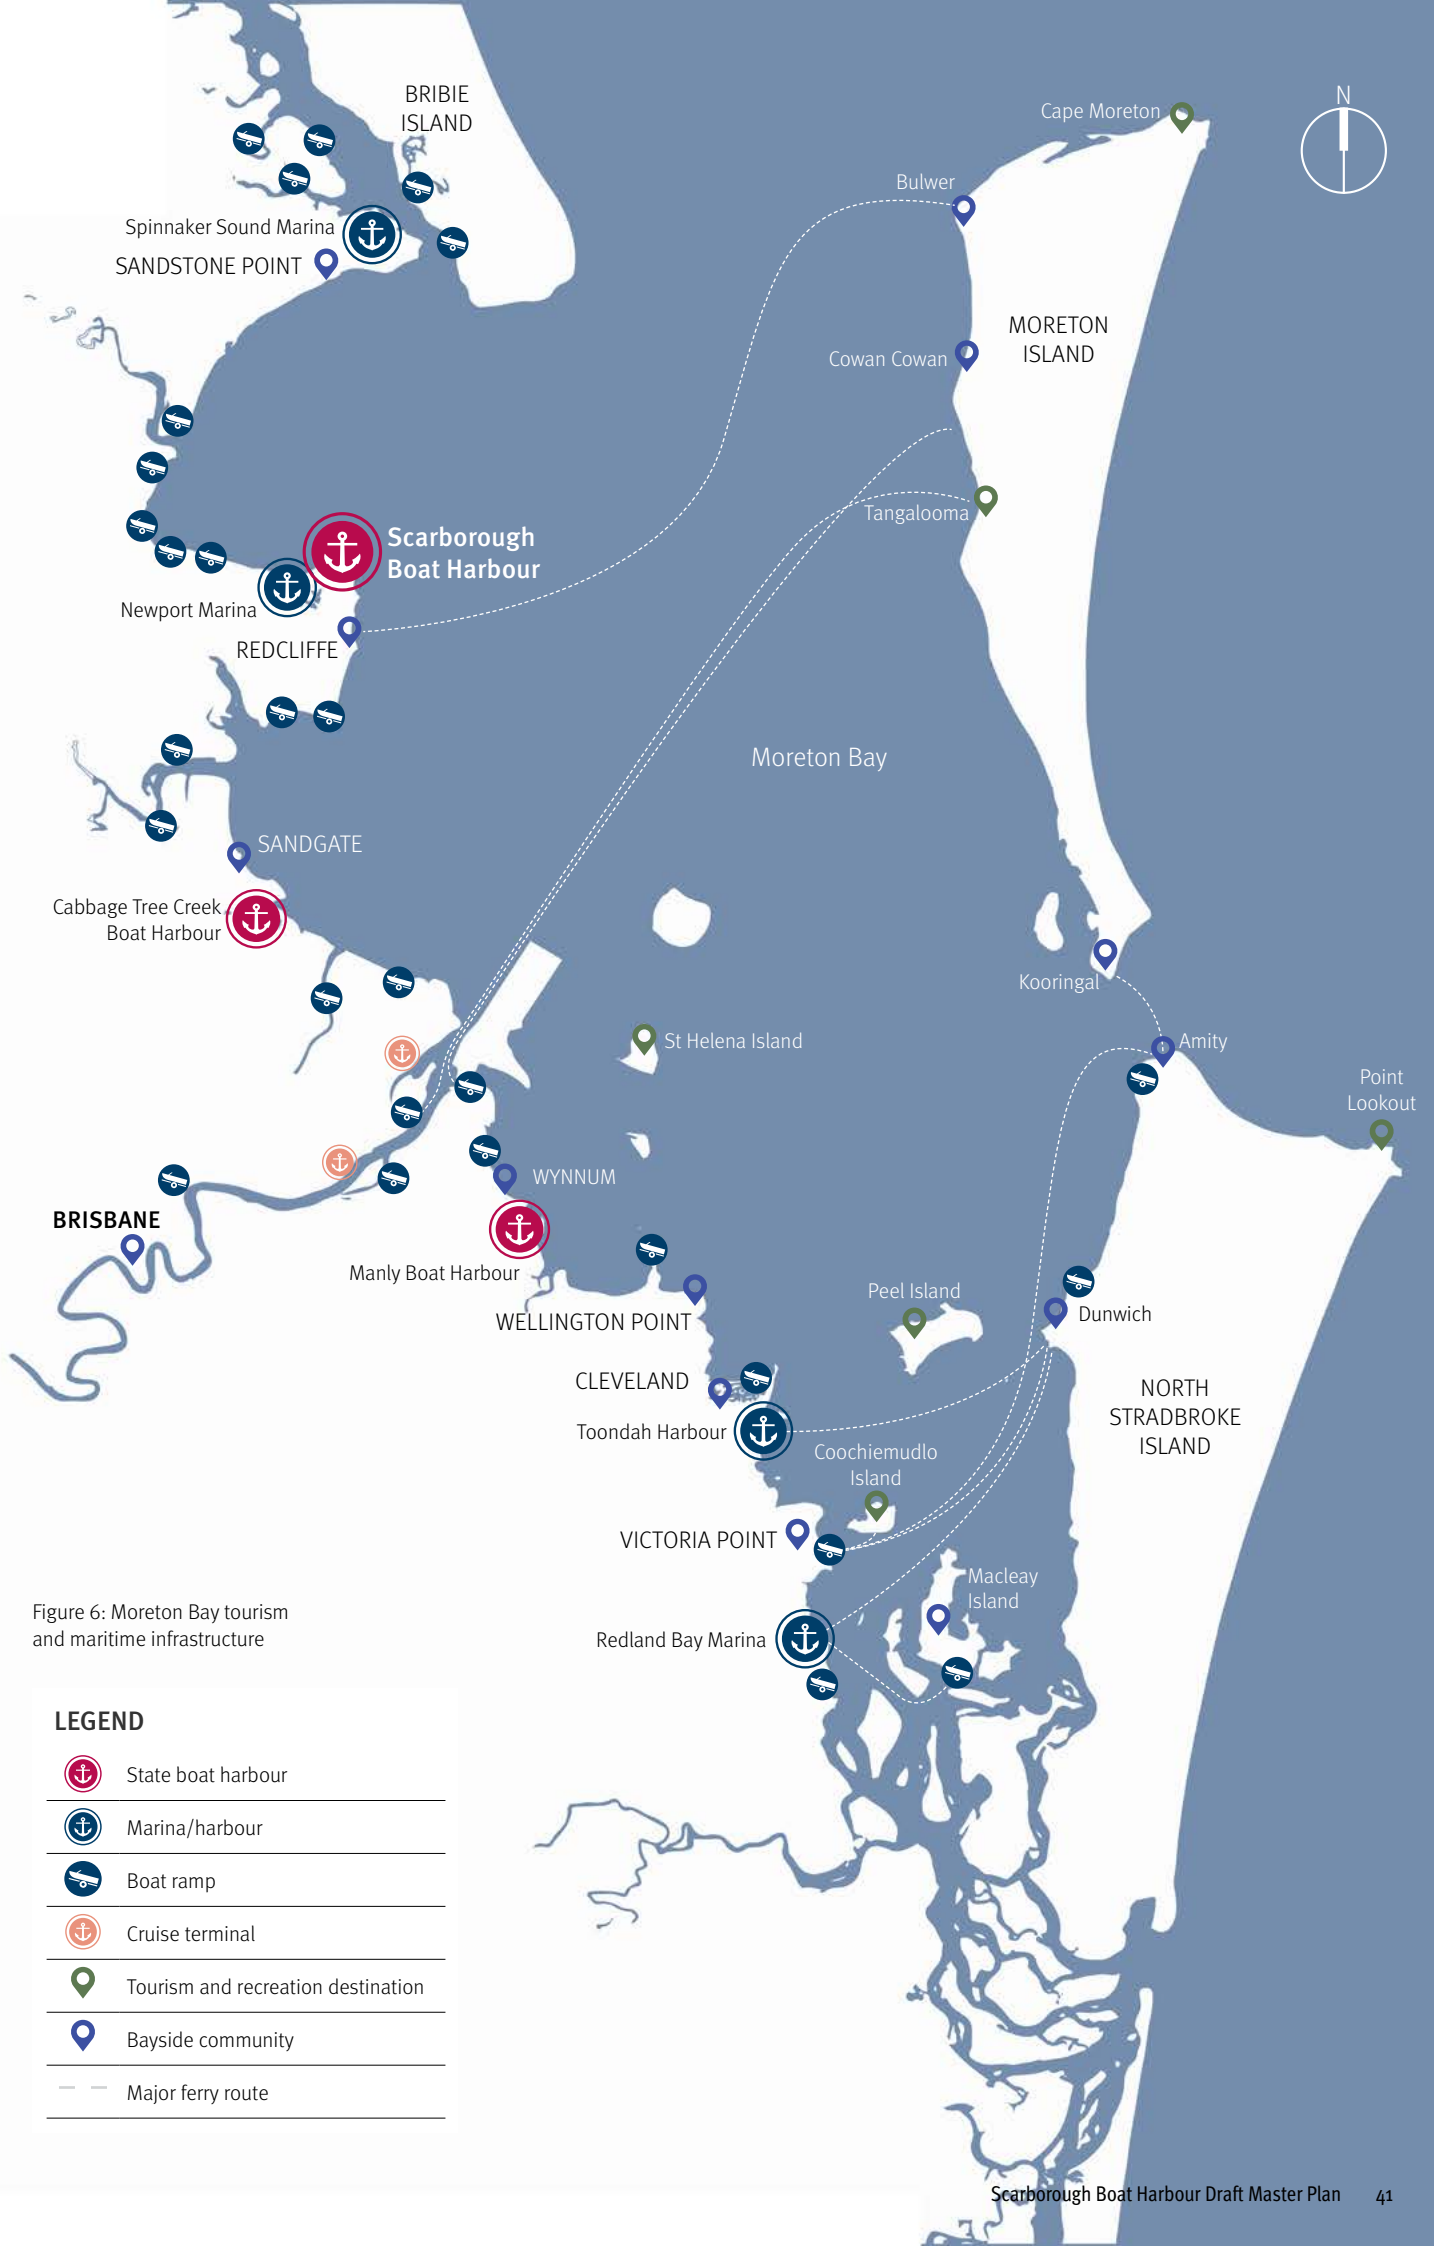 BRIBIE
ISLAND
N
Cape Moreton
Bulwer
Spinnaker Sound Marina
SANDSTONE POINT
MORETON
ISLAND
Cowan Cowan
Tangalooma
Scarborough
Boat Harbour
Newport Marina
REDCLIFFE
Moreton Bay
SANDGATE
Cabbage Tree Creek
Boat Harbour
Kooringal
St Helena Island
Amity
Point
Lookout
WYNNUM
BRISBANE
Manly Boat Harbour
Peel Island
WELLINGTON POINT
Dunwich
CLEVELAND
NORTH
STRADBROKE
ISLAND
Toondah Harbour
Coochiemudlo
Island
VICTORIA POINT
Macleay
Island
Figure 6: Moreton Bay tourism
and maritime infrastructure
Redland Bay Marina
LEGEND
State boat harbour
Marina/harbour
Boat ramp
Cruise terminal
Tourism and recreation destination
Bayside community
Major ferry route
Scarborough Boat Harbour Draft Master Plan 41